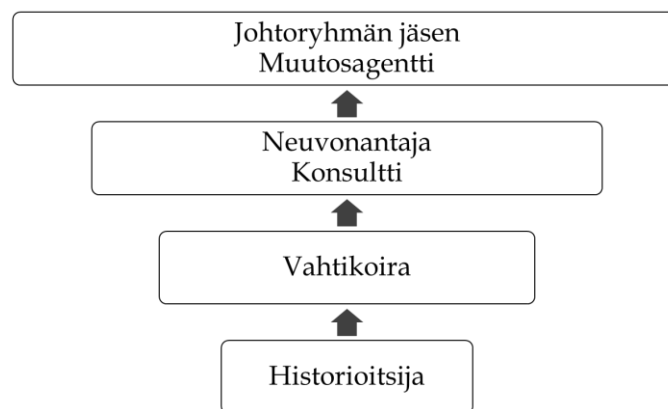 Johtoryhmän jäsen
Muutosagentti
Neuvonantaja
Konsultti
Vahtikoira
Historioitsija